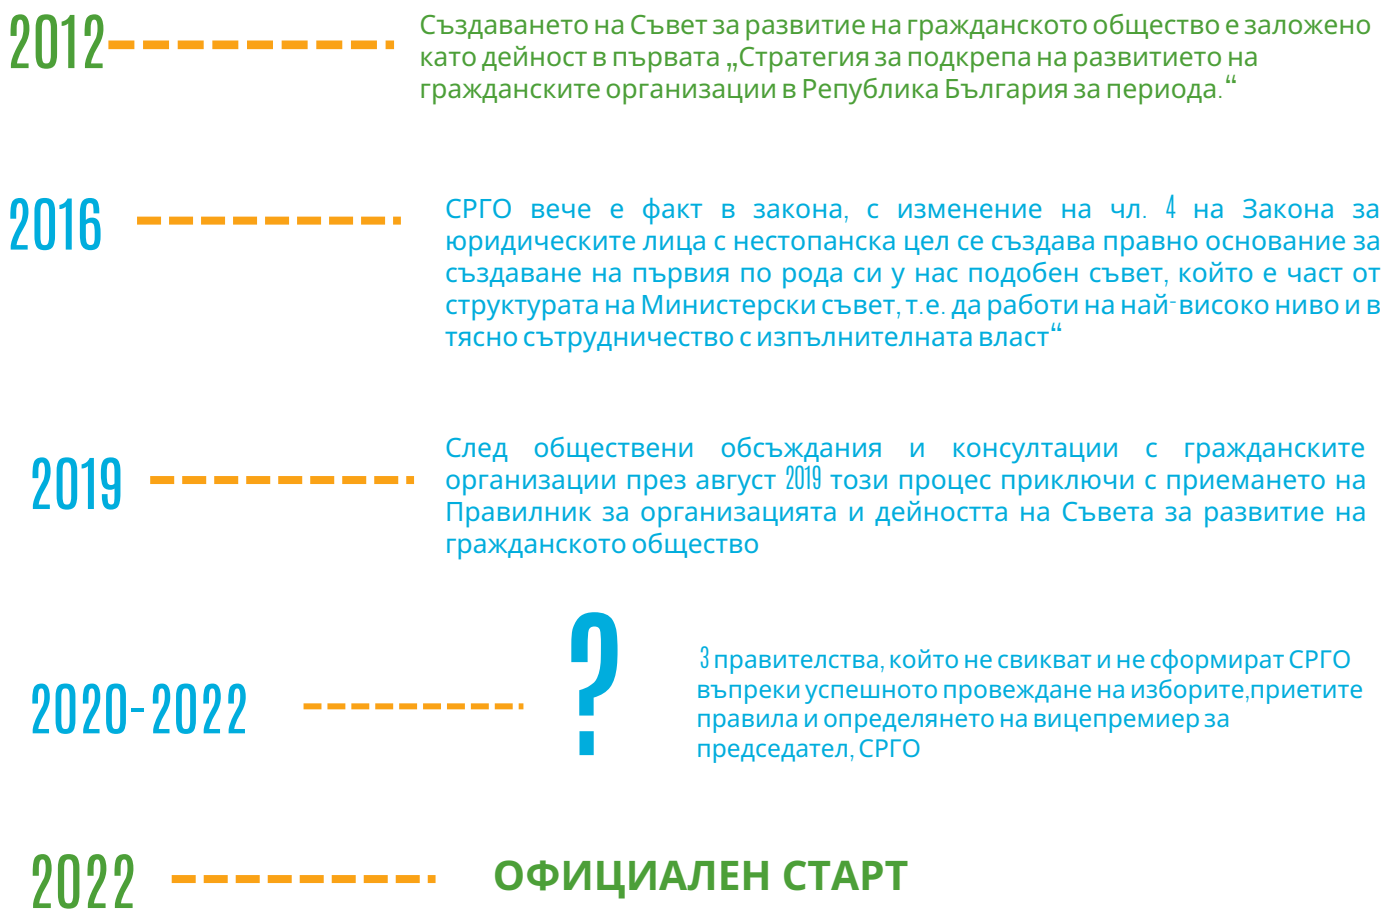 2012
Създаването на Съвет за развитие на гражданското общество е заложено
като дейност в първата „Стратегия за подкрепа на развитието на
гражданските организации в Република България за периода.“
2016
СРГО вече е факт в закона, с изменение на чл. 4 на Закона за
юридическите лица с нестопанска цел се създава правно основание за
създаване на първия по рода си у нас подобен съвет, който е част от
структурата на Министерски съвет, т.е. да работи на най-високо ниво и в
тясно сътрудничество с изпълнителната власт“
2019
След обществени обсъждания и консултации с гражданските
организации през август 2019 този процес приключи с приемането на
Правилник за организацията и дейността на Съвета за развитие на
гражданското общество
2020-2022
?
3 правителства, който не свикват и не сформират СРГО
въпреки успешното провеждане на изборите,приетите
правила и определянето на вицепремиер за
председател, СРГО
2022
ОФИЦИАЛЕН СТАРТ